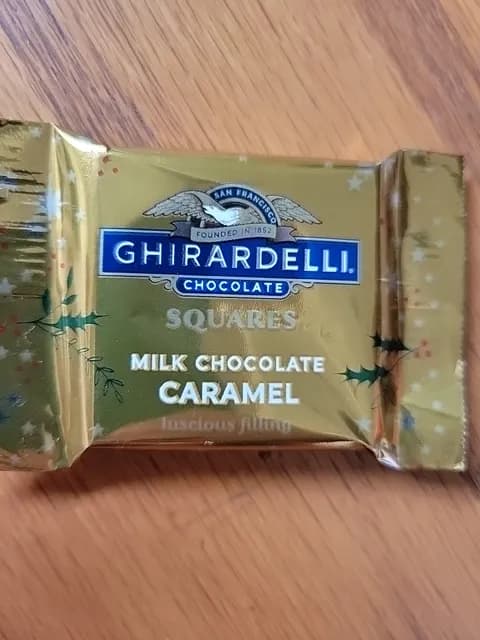 SAN FRANCISCO
FOUNDED IN 1852
GHIRARDELLI®
CHOCOLATE
SQUARES
MILK CHOCOLATE
CARAMEL
luscious filling